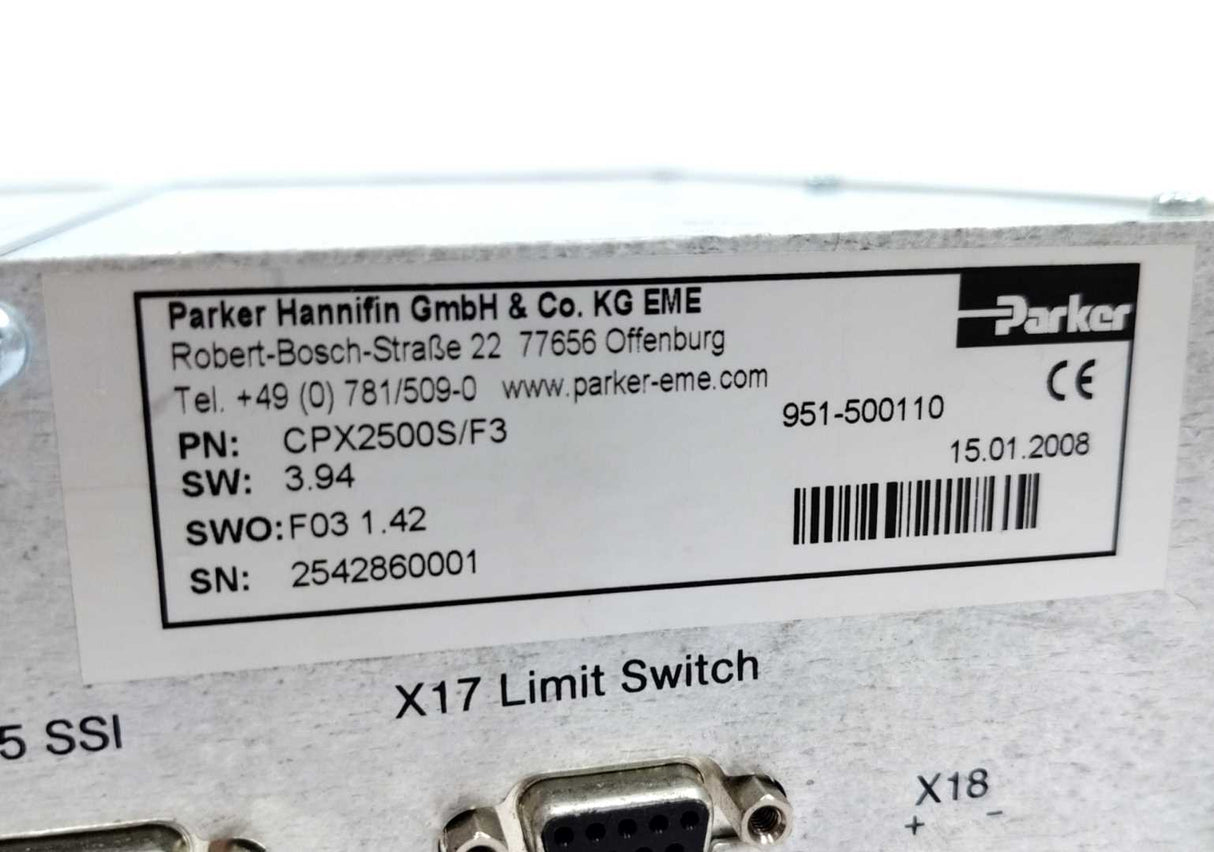 Parker Hannifin GmbH & Co. KG EME
Parker
Robert-Bosch-Straße 22 77656 Offenburg
Tel. +49 (0) 781/509-0 www.parker-eme.com
CE
PN: CPX2500S/F3
951-500110
SW: 3.94
15.01.2008
SWO: F03 1.42
SN: 2542860001
X17 Limit Switch
5 SSI
X18
+ -